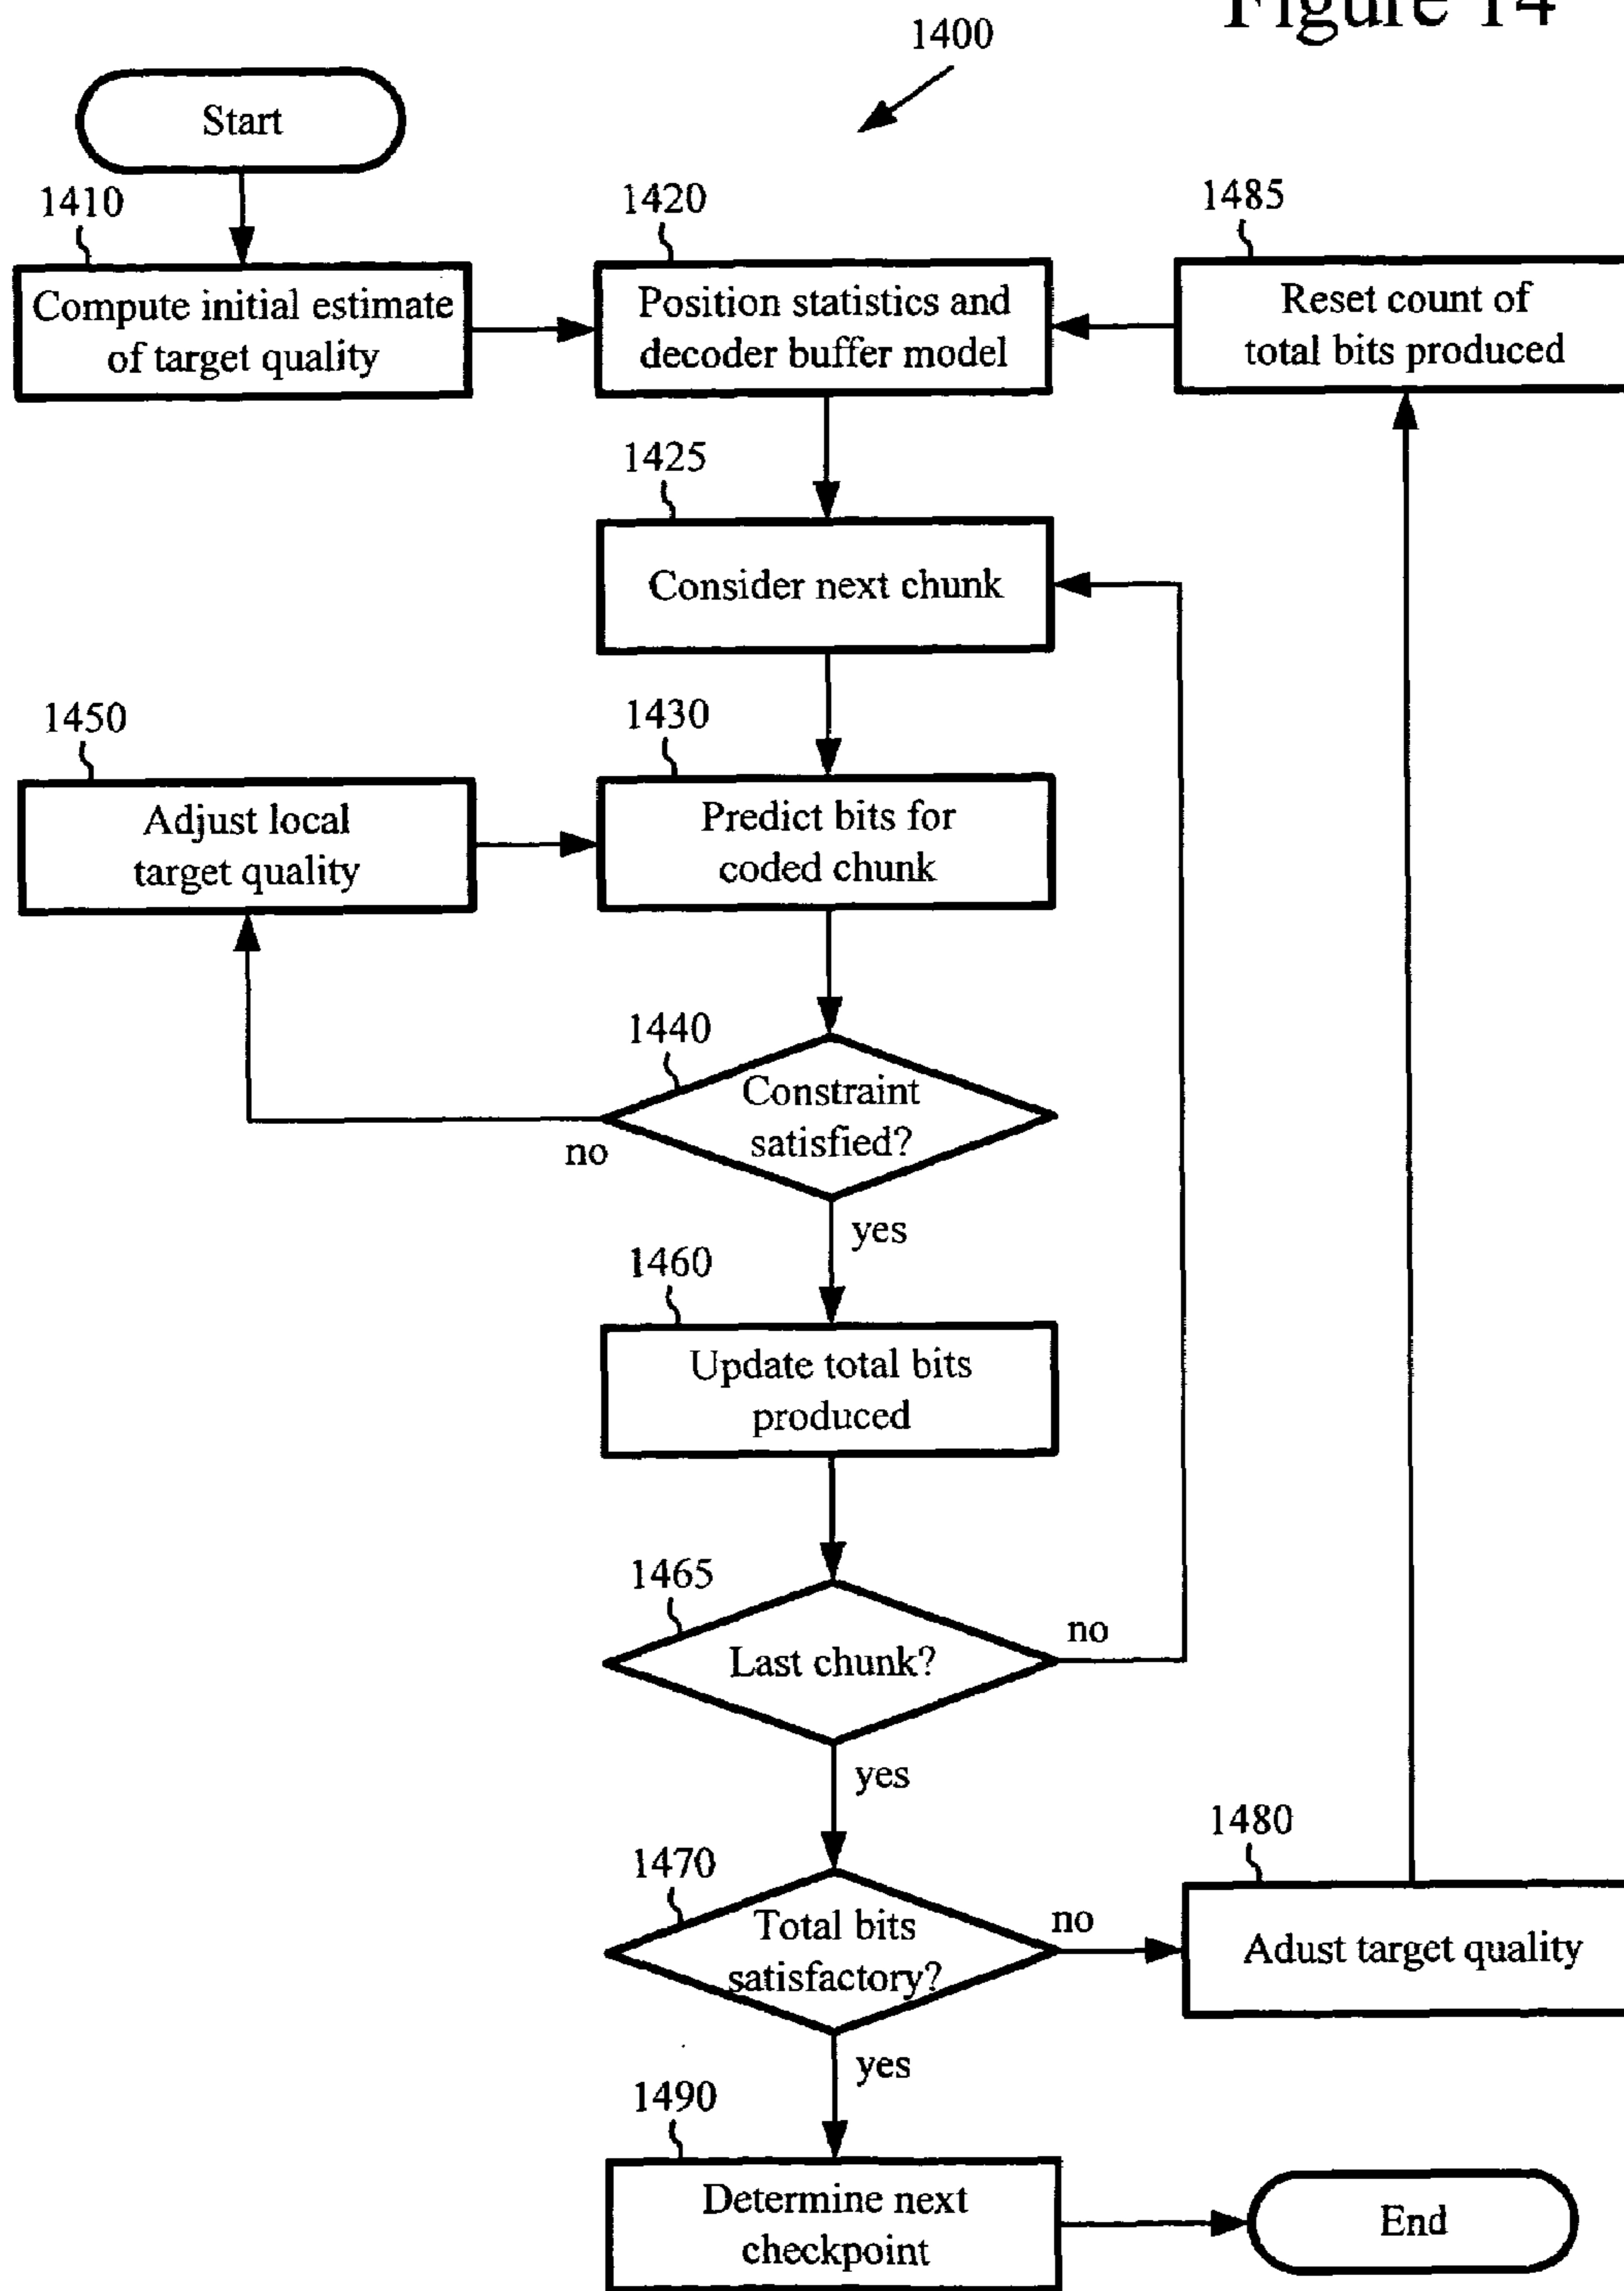 Figure 14
1400
Start
1410
Compute initial estimate
of target quality
1420
Position statistics and
decoder buffer model
1485
Reset count of
total bits produced
1425
Consider next chunk
1450
Adjust local
target quality
1430
Predict bits for
coded chunk
1440
Constraint
satisfied?
no
yes
1460
Update total bits
produced
1465
Last chunk?
no
yes
1470
Total bits
satisfactory?
no
1480
Adust target quality
yes
1490
Determine next
checkpoint
End